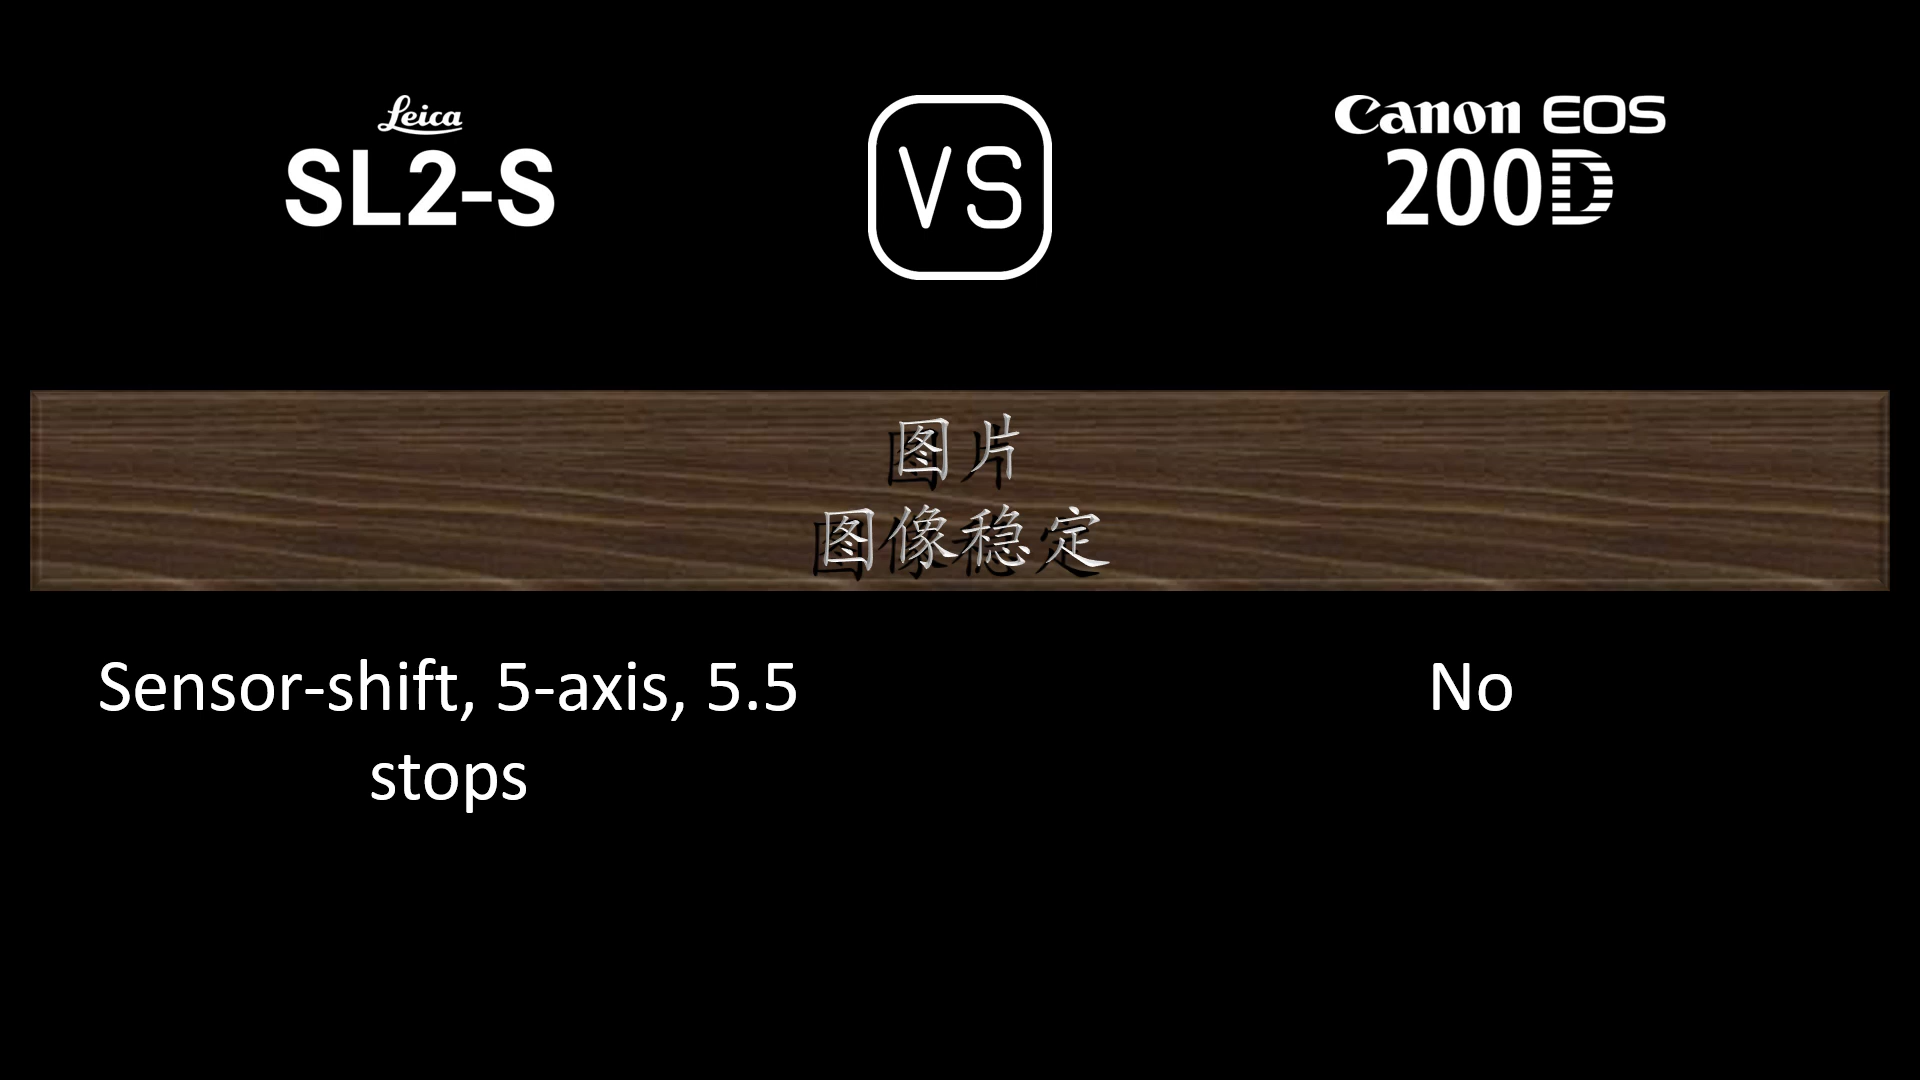 Leica
SL2-S
VS
Canon EOS
200D
图片
图像稳定
Sensor-shift, 5-axis, 5.5
stops
No